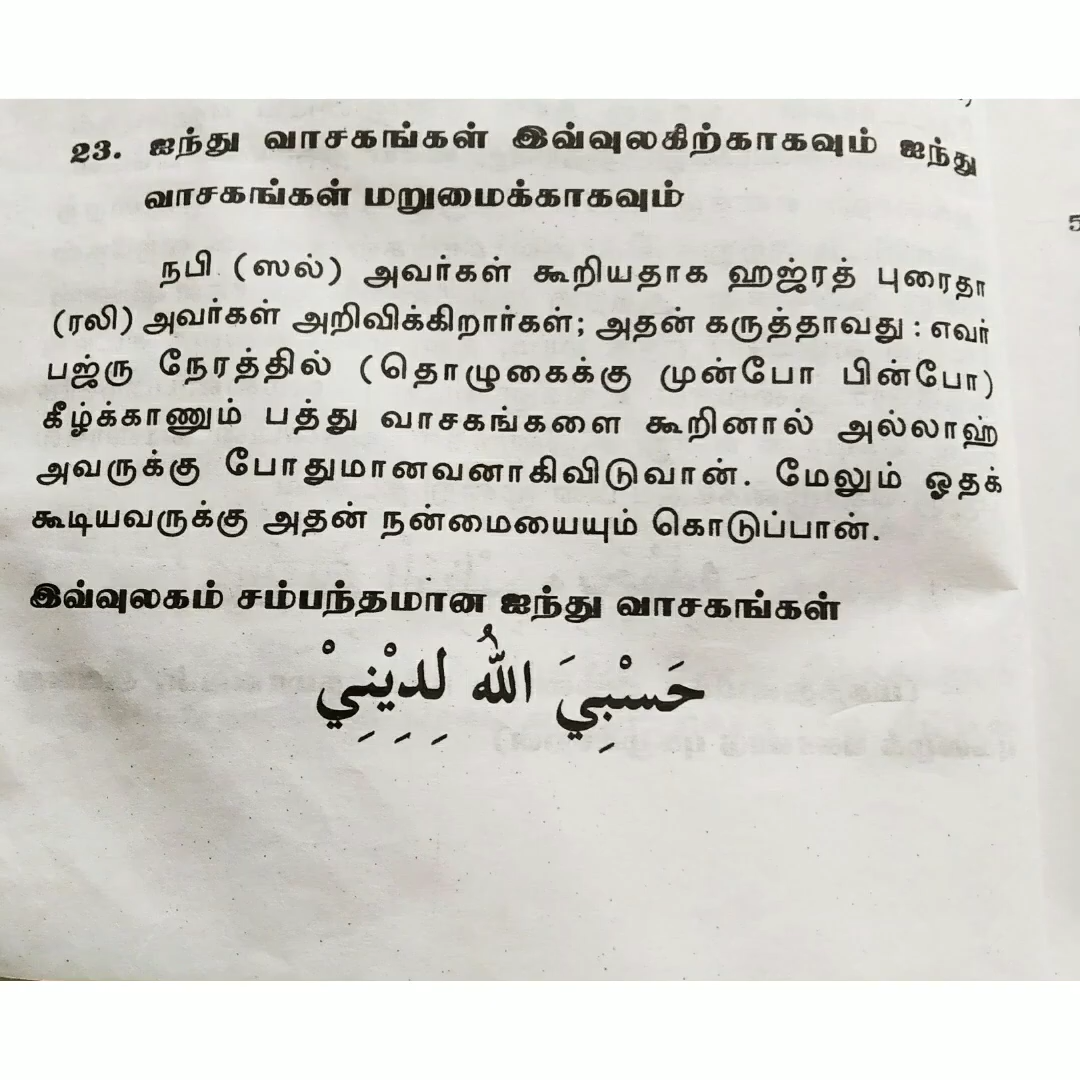 23. ஐந்து வாசகங்கள் இவ்வுலகிற்காகவும் ஐந்து
வாசகங்கள் மறுமைக்காகவும்
நபி (ஸல்) அவர்கள் கூறியதாக ஹஜ்ரத் புரைதா
(ரலி) அவர்கள் அறிவிக்கிறார்கள்; அதன் கருத்தாவது : எவர்
பஜ்ரு நேரத்தில் (தொழுகைக்கு முன்போ பின்போ)
கீழ்க்காணும் பத்து வாசகங்களை கூறினால் அல்லாஹ்
அவருக்கு போதுமானவனாகிவிடுவான். மேலும் ஓதக்
கூடியவருக்கு அதன் நன்மையையும் கொடுப்பான்.
இவ்வுலகம் சம்பந்தமான ஐந்து வாசகங்கள்
حَسْبِيَ اللّٰهُ لِدِيْنِيْ